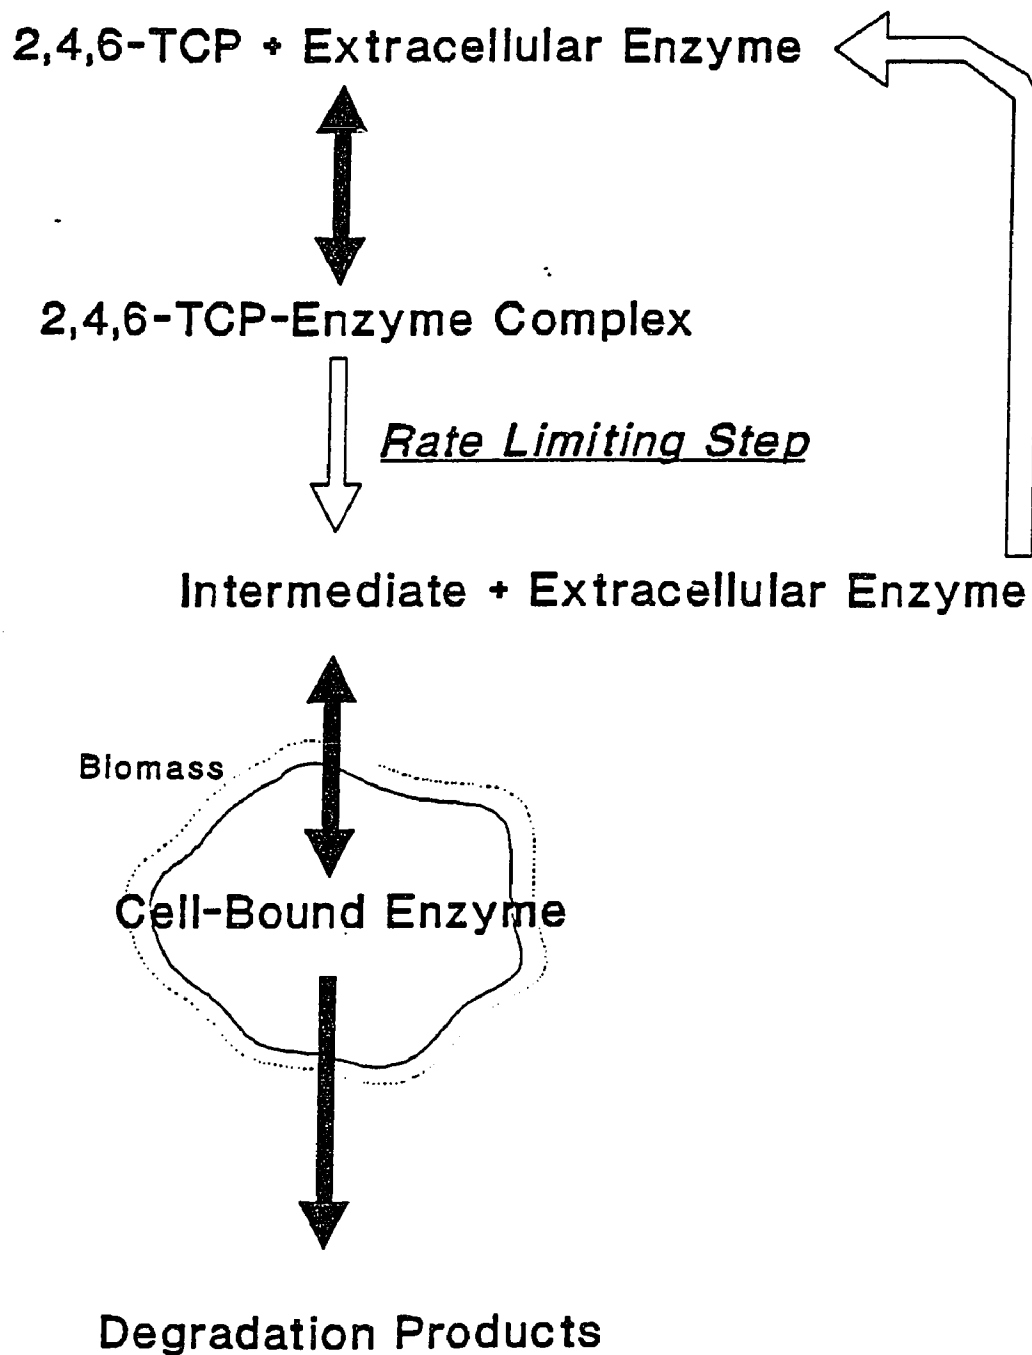 2,4,6-TCP + Extracellular Enzyme
2,4,6-TCP-Enzyme Complex
Rate Limiting Step
Intermediate + Extracellular Enzyme
Biomass
Cell-Bound Enzyme
Degradation Products